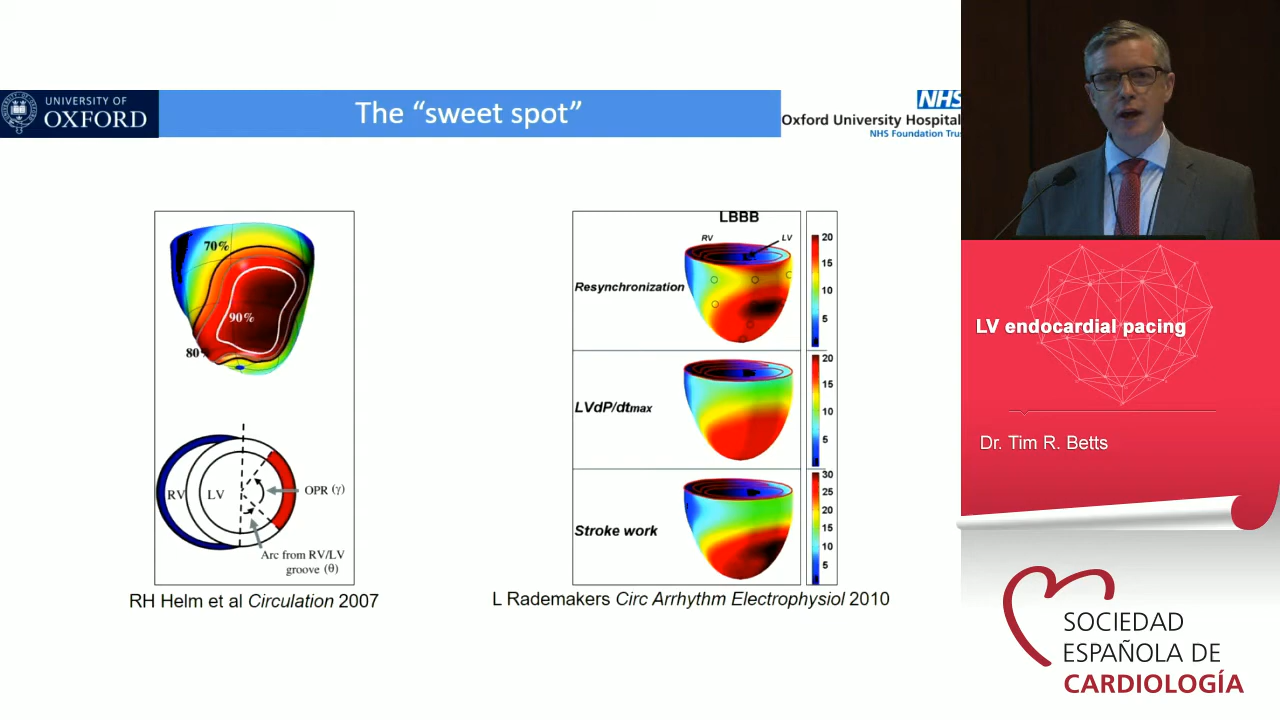 UNIVERSITY OF
OXFORD
The “sweet spot”
NHS
Oxford University Hospital
NHS Foundation Trus
70%
90%
80%
RV
LV
OPR (γ)
Arc from RV/LV
groove (θ)
RH Helm et al Circulation 2007
LBBB
RV
LV
Resynchronization
20
15
10
5
LVdP/dtmax
20
15
10
5
Stroke work
30
25
20
15
10
5
L Rademakers Circ Arrhythm Electrophysiol 2010
LV endocardial pacing
Dr. Tim R. Betts
SOCIEDAD
ESPAÑOLA DE
CARDIOLOGÍA